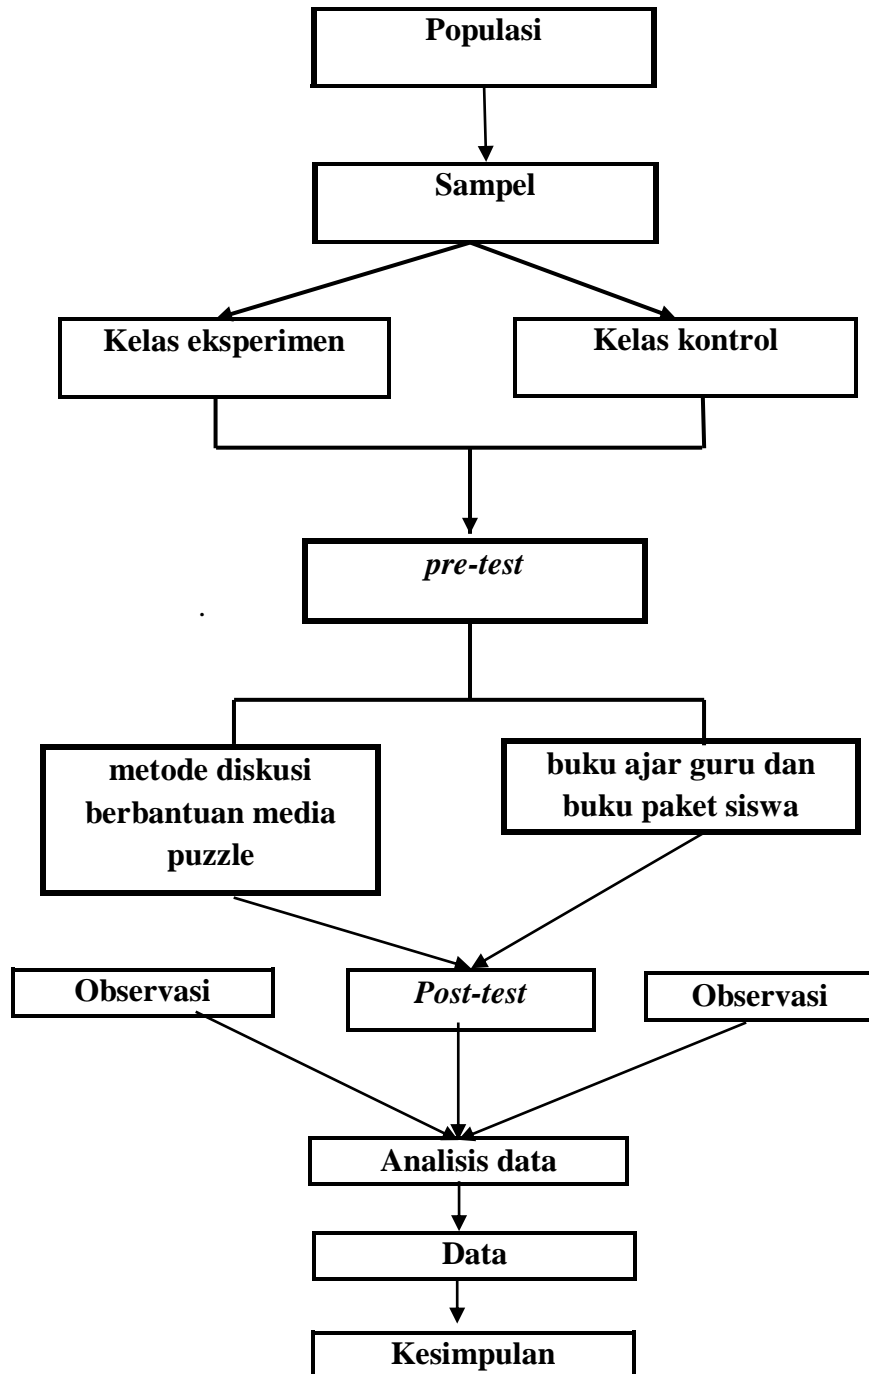 Populasi
Sampel
Kelas eksperimen
Kelas kontrol
pre-test
.
metode diskusi
berbantuan media
puzzle
buku ajar guru dan
buku paket siswa
Observasi
Post-test
Observasi
Analisis data
Data
Kesimpulan